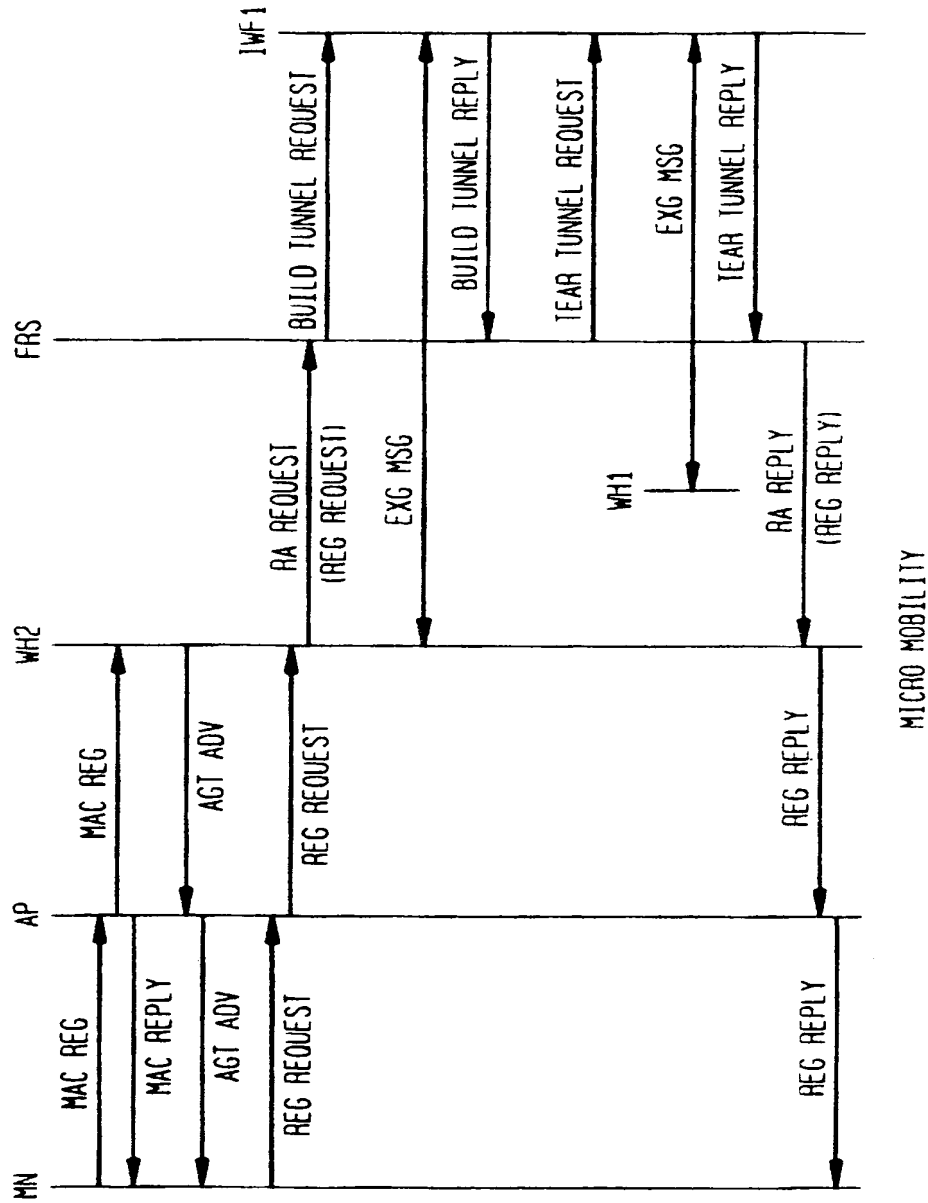 MN
AP
WH2
FRS
IWF1
MAC REG
MAC REG
MAC REPLY
AGT ADV
AGT ADV
REG REQUEST
REG REQUEST
RA REQUEST
(REG REQUEST)
BUILD TUNNEL REQUEST
EXG MSG
BUILD TUNNEL REPLY
TEAR TUNNEL REQUEST
WH1
EXG MSG
TEAR TUNNEL REPLY
RA REPLY
(REG REPLY)
REG REPLY
REG REPLY
MICRO MOBILITY